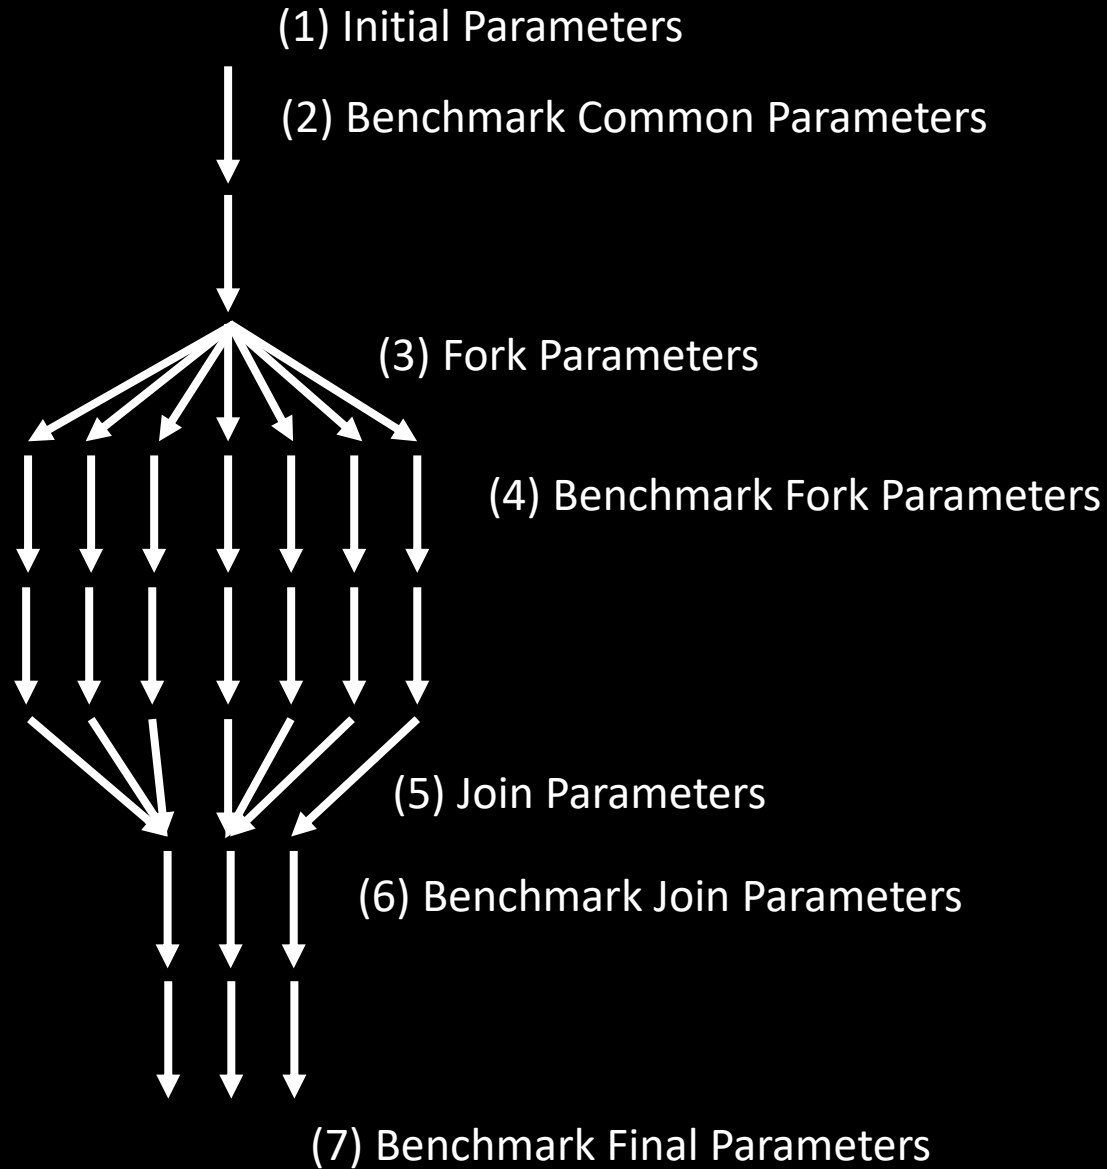 (1) Initial Parameters
(2) Benchmark Common Parameters
(3) Fork Parameters
(4) Benchmark Fork Parameters
(5) Join Parameters
(6) Benchmark Join Parameters
(7) Benchmark Final Parameters